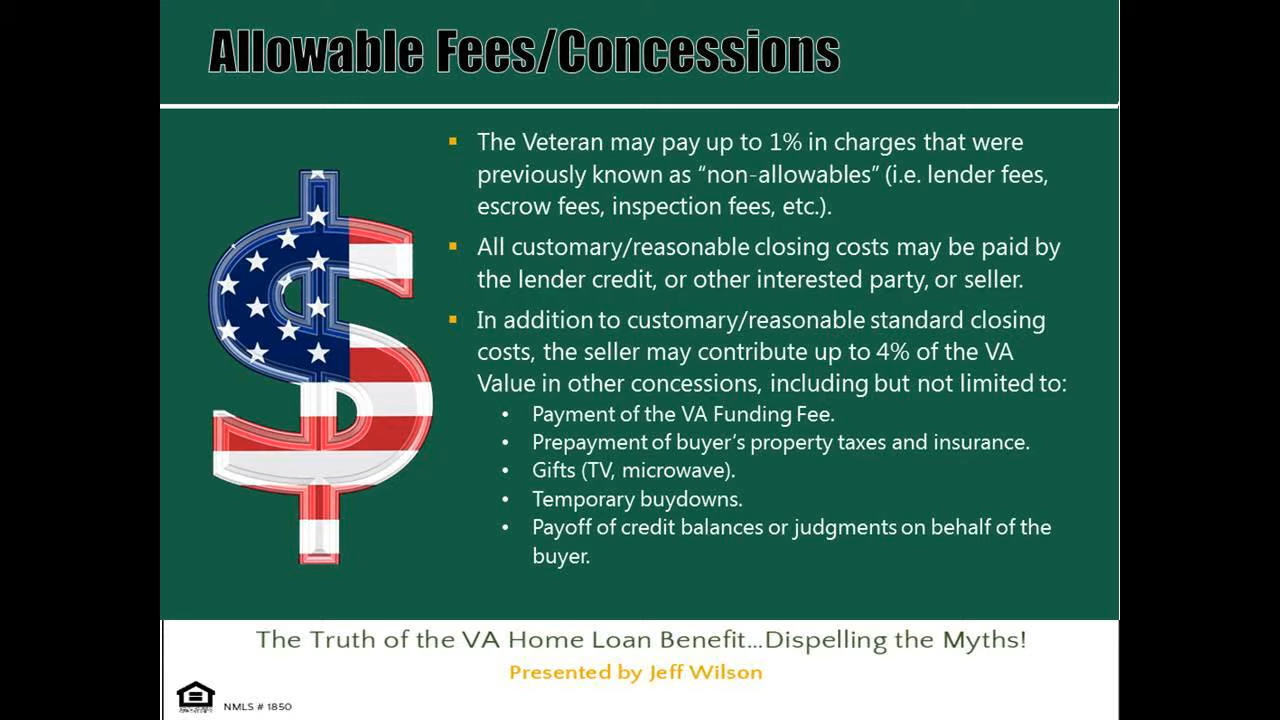 Allowable Fees/Concessions
▪ The Veteran may pay up to 1% in charges that were
previously known as “non-allowables” (i.e. lender fees,
escrow fees, inspection fees, etc.).
▪ All customary/reasonable closing costs may be paid by
the lender credit, or other interested party, or seller.
▪ In addition to customary/reasonable standard closing
costs, the seller may contribute up to 4% of the VA
Value in other concessions, including but not limited to:
• Payment of the VA Funding Fee.
• Prepayment of buyer’s property taxes and insurance.
• Gifts (TV, microwave).
• Temporary buydowns.
• Payoff of credit balances or judgments on behalf of the
buyer.
The Truth of the VA Home Loan Benefit...Dispelling the Myths!
Presented by Jeff Wilson
NMLS # 1850